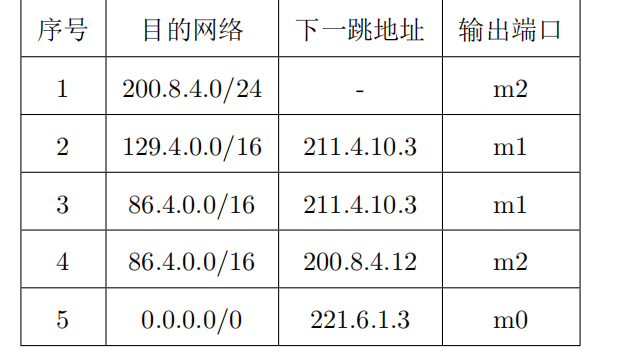 序号 目的网络 下一跳地址 输出端口
1 200.8.4.0/24 - m2
2 129.4.0.0/16 211.4.10.3 m1
3 86.4.0.0/16 211.4.10.3 m1
4 86.4.0.0/16 200.8.4.12 m2
5 0.0.0.0/0 221.6.1.3 m0